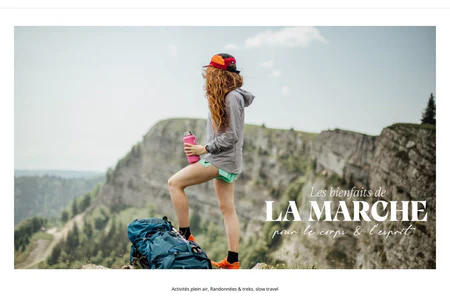 Les bienfaits de
LA MARCHE
pour le corps & l'esprit
Activités plein air, Randonnées & treks, slow travel